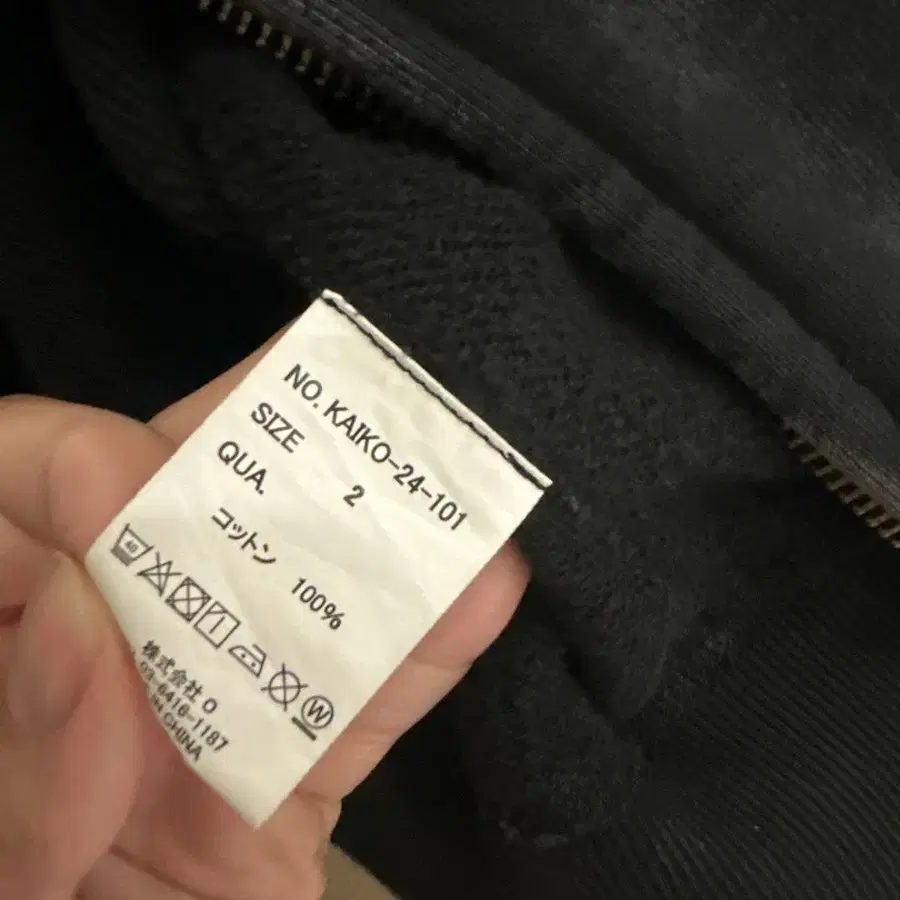 NO. KAIKO-24-101
SIZE 2
QUA.
コットン 100%
40
W
株式会社 O
03-6416-1187
IN CHINA